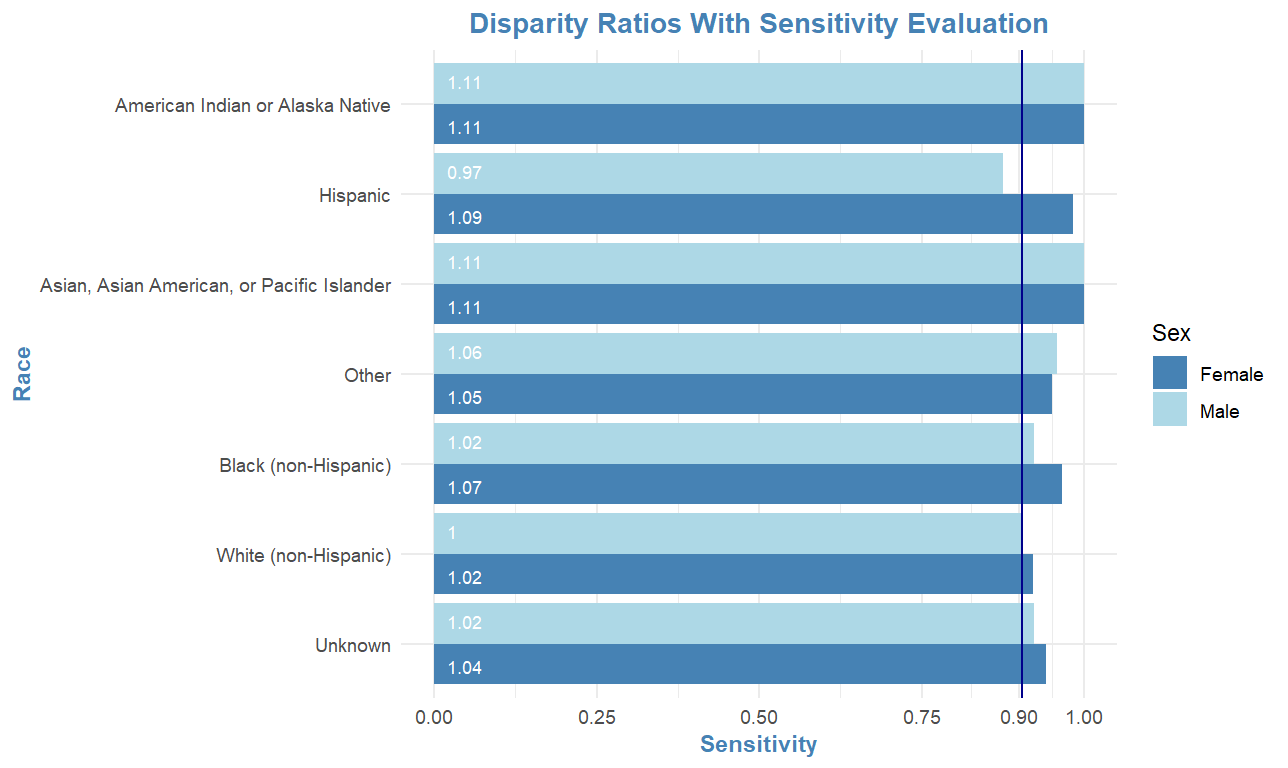 Disparity Ratios With Sensitivity Evaluation
Race
American Indian or Alaska Native
1.11
1.11
Hispanic
0.97
1.09
Asian, Asian American, or Pacific Islander
1.11
1.11
Other
1.06
1.05
Black (non-Hispanic)
1.02
1.07
White (non-Hispanic)
1
1.02
Unknown
1.02
1.04
0.00 0.25 0.50 0.75 0.90 1.00
Sensitivity
Sex
Female
Male